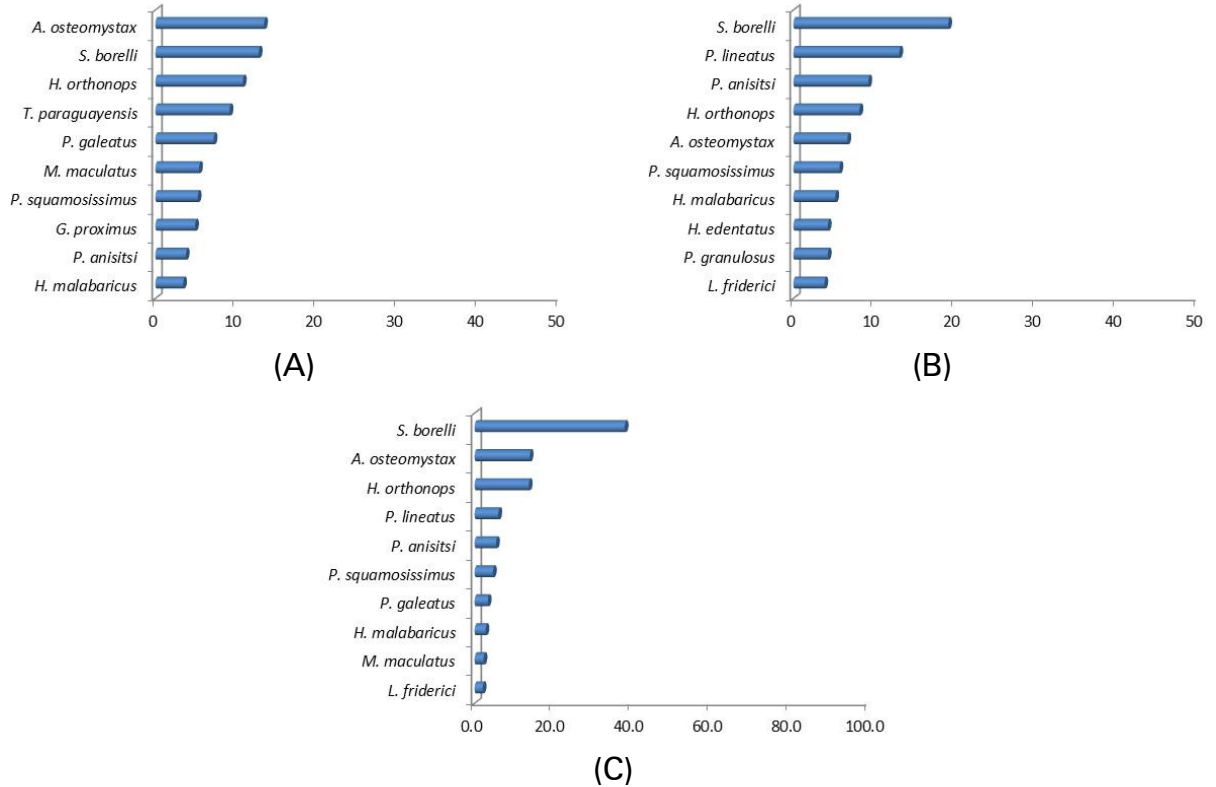 A. osteomystax
S. borelli
H. orthonops
T. paraguayensis
P. galeatus
M. maculatus
P. squamosissimus
G. proximus
P. anisitsi
H. malabaricus
0 10 20 30 40 50
(A)
S. borelli
P. lineatus
P. anisitsi
H. orthonops
A. osteomystax
P. squamosissimus
H. malabaricus
H. edentatus
P. granulosus
L. friderici
0 10 20 30 40 50
(B)
S. borelli
A. osteomystax
H. orthonops
P. lineatus
P. anisitsi
P. squamosissimus
P. galeatus
H. malabaricus
M. maculatus
L. friderici
0.0 20.0 40.0 60.0 80.0 100.0
(C)